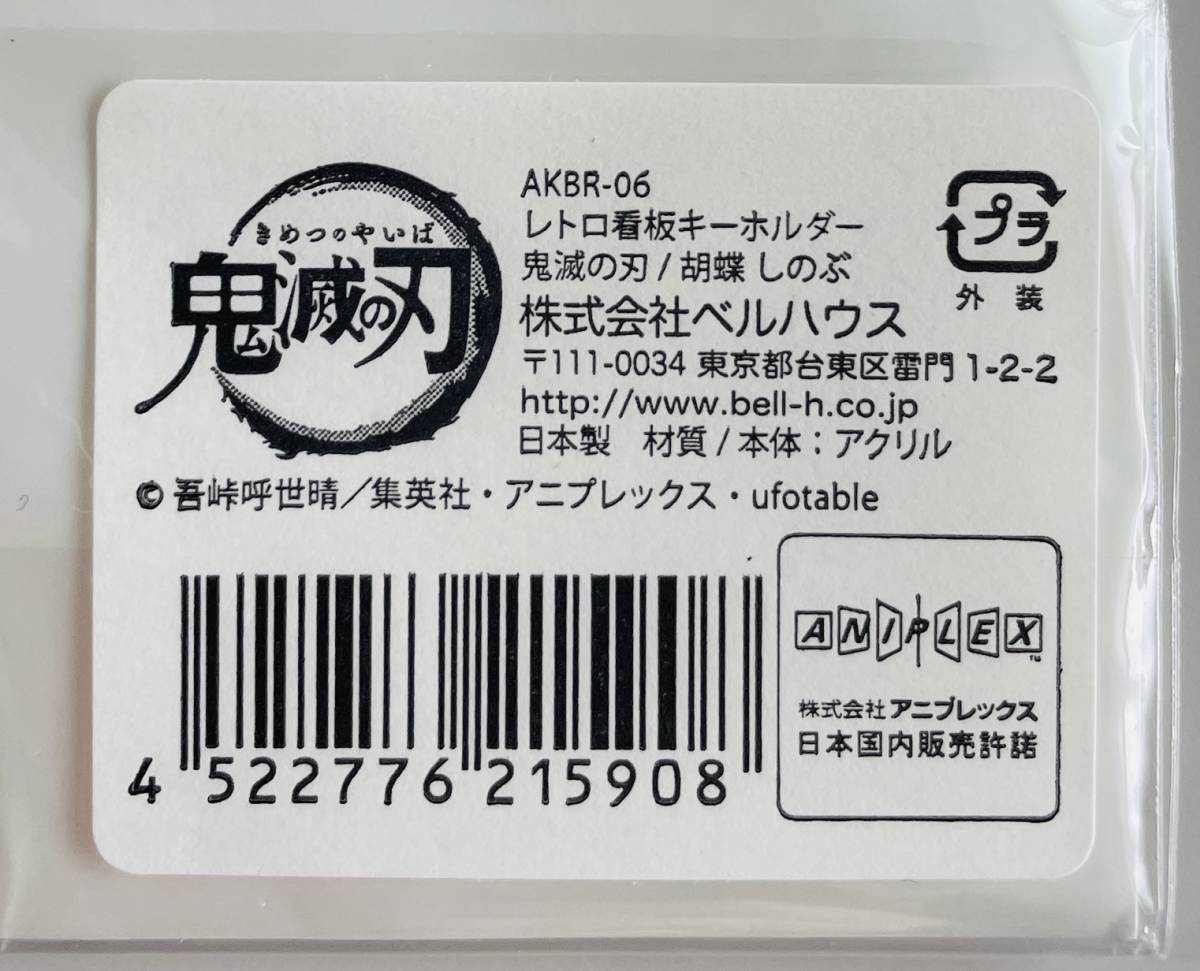 きめつのやいば
鬼滅の刃
AKBR-06
レトロ看板キーホルダー
鬼滅の刃 / 胡蝶 しのぶ
株式会社ベルハウス
〒111-0034 東京都台東区雷門 1-2-2
http://www.bell-h.co.jp
日本製　材質 / 本体：アクリル
プラ
外 装
© 吾峠呼世晴／集英社・アニプレックス・ufotable
4 522776 215908
ANIPLEX™
株式会社 アニプレックス
日本国内販売許諾